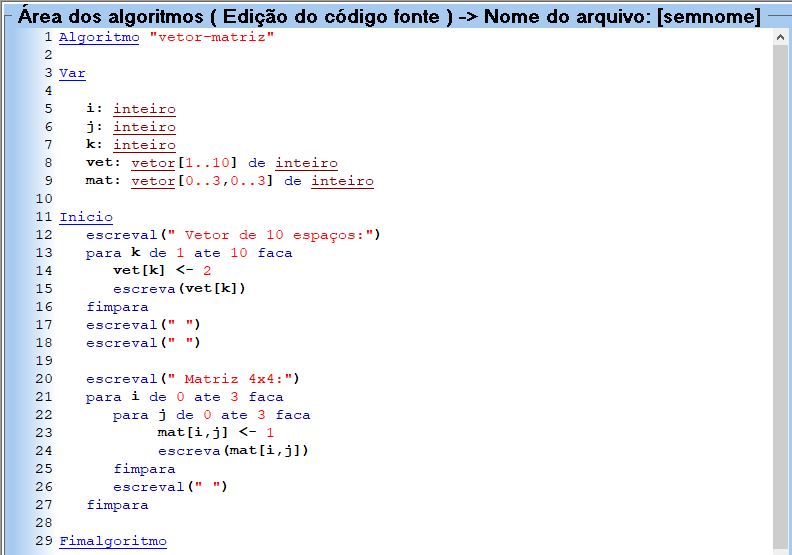 Área dos algoritmos ( Edição do código fonte ) -> Nome do arquivo: [semnome]
1 Algoritmo "vetor-matriz"
2
3 Var
4
5 i: inteiro
6 j: inteiro
7 k: inteiro
8 vet: vetor[1..10] de inteiro
9 mat: vetor[0..3,0..3] de inteiro
10
11 Inicio
12 escreval(" Vetor de 10 espaços:")
13 para k de 1 ate 10 faca
14 vet[k] <- 2
15 escreva(vet[k])
16 fimpara
17 escreval(" ")
18 escreval(" ")
19
20 escreval(" Matriz 4x4:")
21 para i de 0 ate 3 faca
22 para j de 0 ate 3 faca
23 mat[i,j] <- 1
24 escreva(mat[i,j])
25 fimpara
26 escreval(" ")
27 fimpara
28
29 Fimalgoritmo